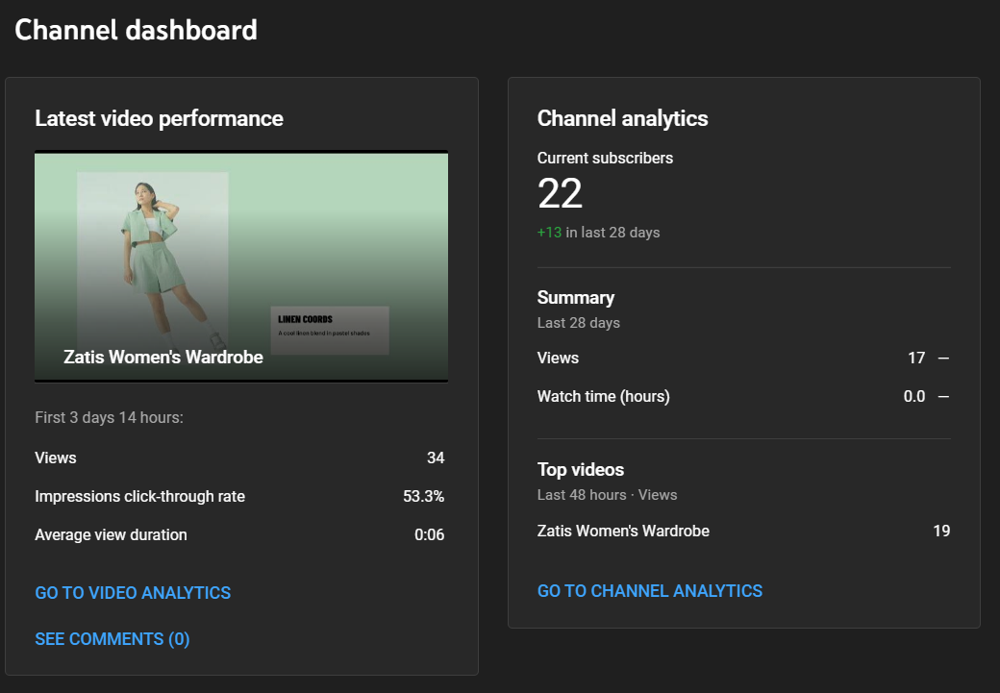 Channel dashboard
Latest video performance
LINEN COORDS
A cool linen blend in pastel shades
Zatis Women's Wardrobe
First 3 days 14 hours:
Views 34
Impressions click-through rate 53.3%
Average view duration 0:06
GO TO VIDEO ANALYTICS
SEE COMMENTS (0)
Channel analytics
Current subscribers
22
+13 in last 28 days
Summary
Last 28 days
Views 17 —
Watch time (hours) 0.0 —
Top videos
Last 48 hours · Views
Zatis Women's Wardrobe 19
GO TO CHANNEL ANALYTICS